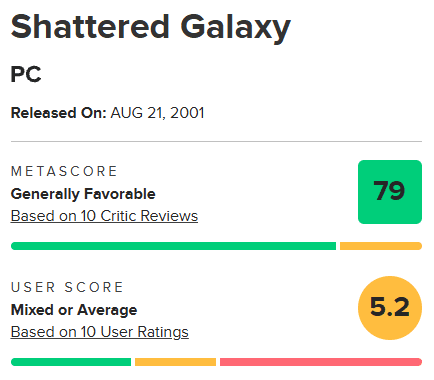 Shattered Galaxy
PC
Released On: AUG 21, 2001
METASCORE
Generally Favorable
Based on 10 Critic Reviews
79
USER SCORE
Mixed or Average
Based on 10 User Ratings
5.2